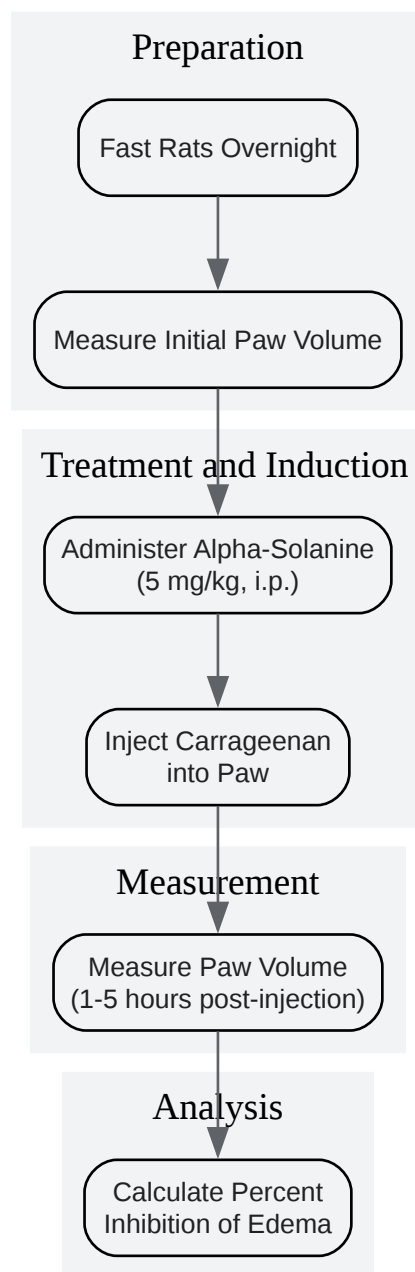 Preparation
Fast Rats Overnight
Measure Initial Paw Volume
Treatment and Induction
Administer Alpha-Solanine
(5 mg/kg, i.p.)
Inject Carrageenan
into Paw
Measurement
Measure Paw Volume
(1-5 hours post-injection)
Analysis
Calculate Percent
Inhibition of Edema